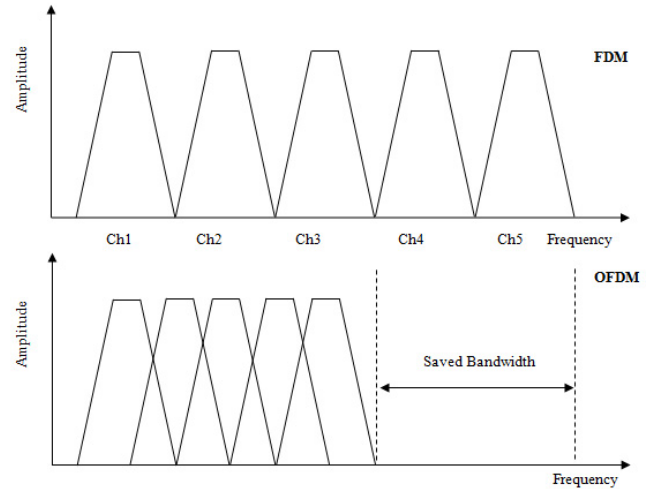 FDM
Amplitude
Ch1 Ch2 Ch3 Ch4 Ch5 Frequency
OFDM
Amplitude
Saved Bandwidth
Frequency